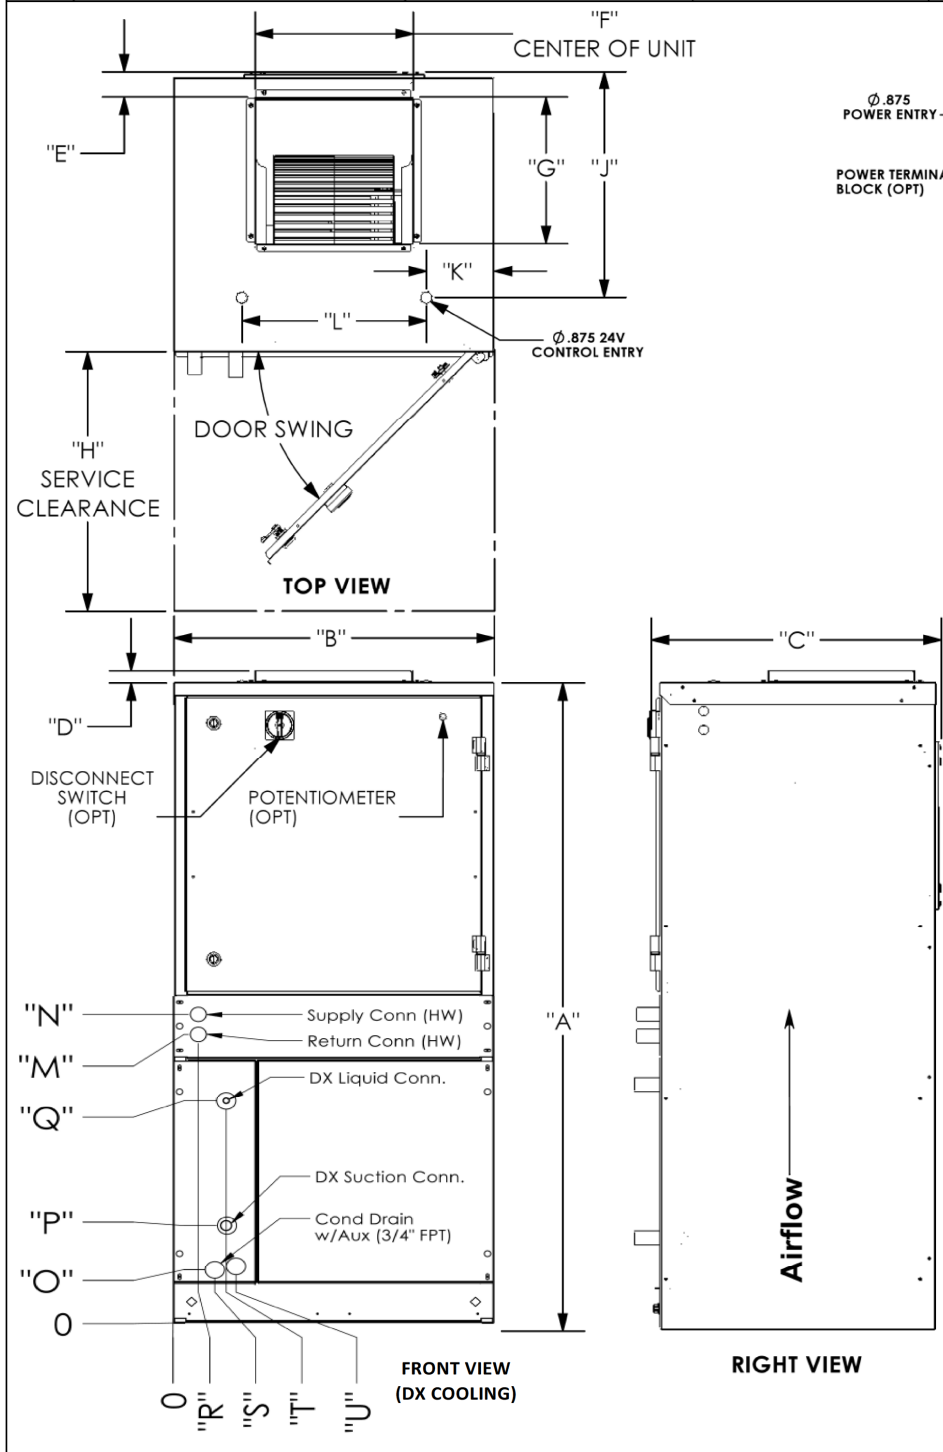 "F"
CENTER OF UNIT
Ø.875
POWER ENTRY
"E"
"G"
"J"
POWER TERMINA
BLOCK (OPT)
"K"
"L"
Ø.875 24V
CONTROL ENTRY
DOOR SWING
"H"
SERVICE
CLEARANCE
TOP VIEW
"B"
"C"
"D"
DISCONNECT
SWITCH
(OPT)
POTENTIOMETER
(OPT)
"A"
"N"
Supply Conn (HW)
"M"
Return Conn (HW)
DX Liquid Conn.
"Q"
DX Suction Conn.
"P"
Cond Drain
w/Aux (3/4" FPT)
"O"
0
Airflow
0
"R"
"S"
"T"
"U"
FRONT VIEW
(DX COOLING)
RIGHT VIEW